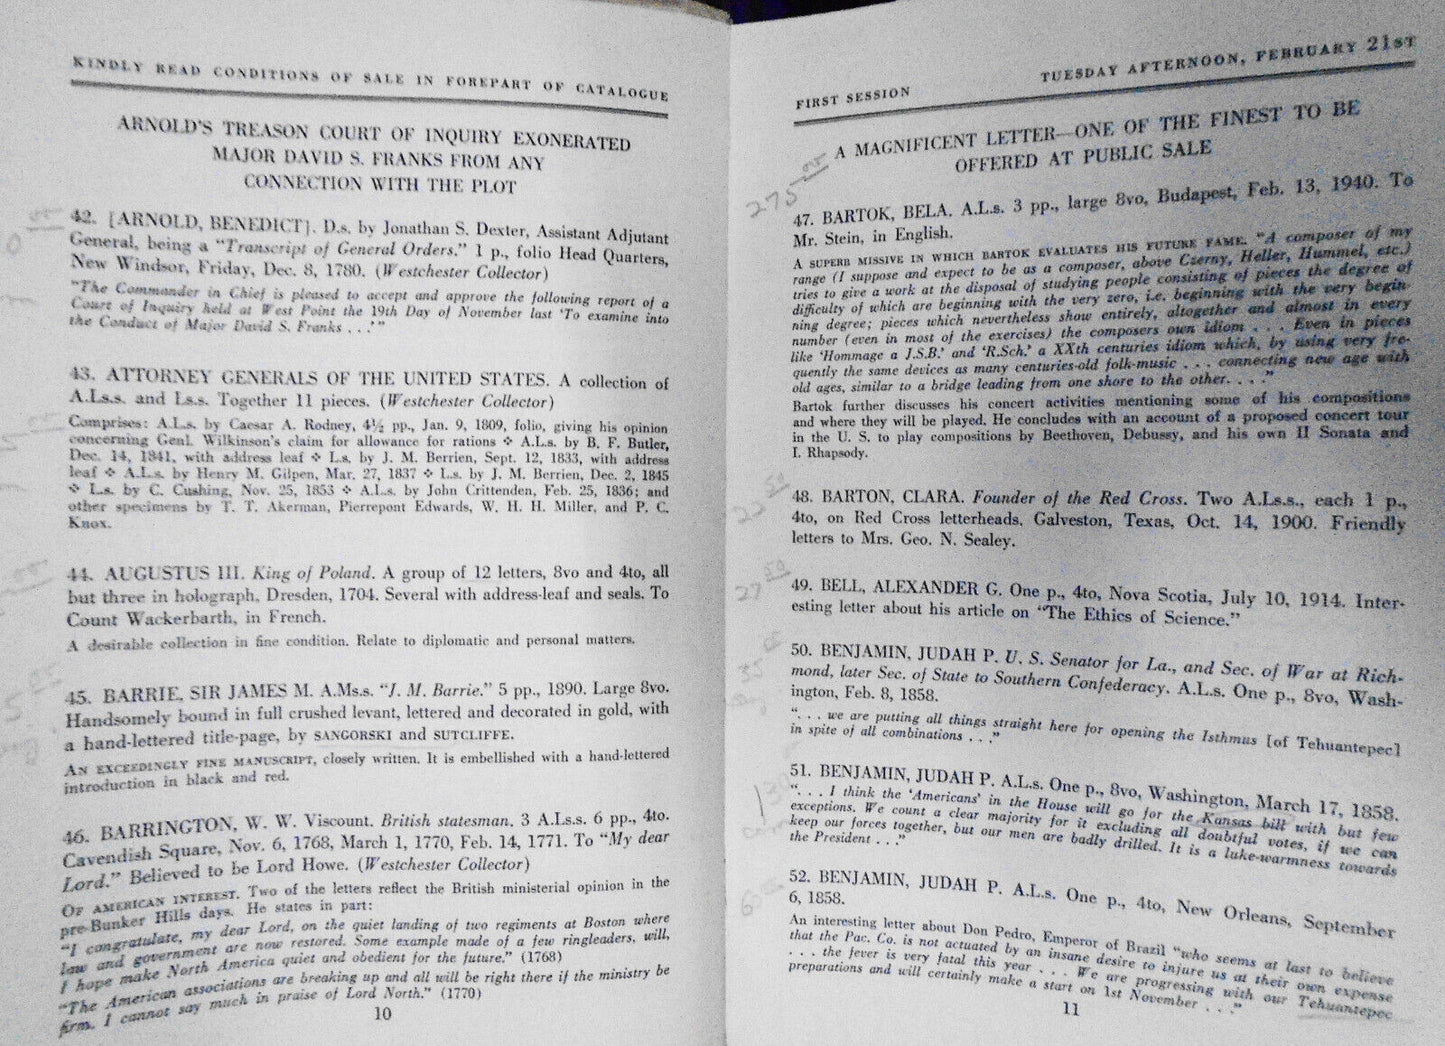 KINDLY READ CONDITIONS OF SALE IN FOREPART OF CATALOGUE
ARNOLD'S TREASON COURT OF INQUIRY EXONERATED
MAJOR DAVID S. FRANKS FROM ANY
CONNECTION WITH THE PLOT
42. [ARNOLD, BENEDICT]. D.s. by Jonathan S. Dexter, Assistant Adjutant
General, being a "Transcript of General Orders." 1 p., folio Head Quarters,
New Windsor, Friday, Dec. 8, 1780. (Westchester Collector)
"The Commander in Chief is pleased to accept and approve the following report of a
Court of Inquiry held at West Point the 19th Day of November last 'To examine into
the Conduct of Major David S. Franks . . .'"
43. ATTORNEY GENERALS OF THE UNITED STATES. A collection of
A.Ls.s. and Ls.s. Together 11 pieces. (Westchester Collector)
Comprises: A.L.s. by Caesar A. Rodney, 4½ pp., Jan. 9, 1809, folio, giving his opinion
concerning Genl. Wilkinson's claim for allowance for rations ❖ A.L.s. by B. F. Butler,
Dec. 14, 1841, with address leaf ❖ L.s. by J. M. Berrien, Sept. 12, 1833, with address
leaf ❖ A.L.s. by Henry M. Gilpen, Mar. 27, 1837 ❖ L.s. by J. M. Berrien, Dec. 2, 1845
❖ L.s. by C. Cushing, Nov. 25, 1853 ❖ A.L.s. by John Crittenden, Feb. 25, 1836; and
other specimens by T. T. Akerman, Pierrepont Edwards, W. H. H. Miller, and P. C.
Knox.
44. AUGUSTUS III. King of Poland. A group of 12 letters, 8vo and 4to, all
but three in holograph, Dresden, 1704. Several with address-leaf and seals. To
Count Wackerbarth, in French.
A desirable collection in fine condition. Relate to diplomatic and personal matters.
45. BARRIE, SIR JAMES M. A.Ms.s. "J. M. Barrie." 5 pp., 1890. Large 8vo.
Handsomely bound in full crushed levant, lettered and decorated in gold, with
a hand-lettered title-page, by SANGORSKI and SUTCLIFFE.
AN EXCEEDINGLY FINE MANUSCRIPT, closely written. It is embellished with a hand-lettered
introduction in black and red.
46. BARRINGTON, W. W. Viscount. British statesman. 3 A.Ls.s. 6 pp., 4to.
Cavendish Square, Nov. 6, 1768, March 1, 1770, Feb. 14, 1771. To "My dear
Lord." Believed to be Lord Howe. (Westchester Collector)
OF AMERICAN INTEREST. Two of the letters reflect the British ministerial opinion in the
pre-Bunker Hills days. He states in part:
"I congratulate, my dear Lord, on the quiet landing of two regiments at Boston where
law and government are now restored. Some example made of a few ringleaders, will,
I hope make North America quiet and obedient for the future." (1768)
"The American associations are breaking up and all will be right there if the ministry be
firm. I cannot say much in praise of Lord North." (1770)
10
FIRST SESSION TUESDAY AFTERNOON, FEBRUARY 21ST
A MAGNIFICENT LETTER—ONE OF THE FINEST TO BE
OFFERED AT PUBLIC SALE
275
47. BARTOK, BELA. A.L.s. 3 pp., large 8vo, Budapest, Feb. 13, 1940. To
Mr. Stein, in English.
A SUPERB MISSIVE IN WHICH BARTOK EVALUATES HIS FUTURE FAME. "A composer of my
range (I suppose and expect to be as a composer, above Czerny, Heller, Hummel, etc.)
tries to give a work at the disposal of studying people consisting of pieces the degree of
difficulty of which are beginning with the very zero, i.e. beginning with the very begin-
ning degree; pieces which nevertheless show entirely, altogether and almost in every
number (even in most of the exercises) the composers own idiom . . . Even in pieces
like 'Hommage a J.S.B.' and 'R.Sch.' a XXth centuries idiom which, by using very fre-
quently the same devices as many centuries-old folk-music . . . connecting new age with
old ages, similar to a bridge leading from one shore to the other. . . ."
Bartok further discusses his concert activities mentioning some of his compositions
and where they will be played. He concludes with an account of a proposed concert tour
in the U. S. to play compositions by Beethoven, Debussy, and his own II Sonata and
I. Rhapsody.
48. BARTON, CLARA. Founder of the Red Cross. Two A.Ls.s., each 1 p.,
4to, on Red Cross letterheads, Galveston, Texas, Oct. 14, 1900. Friendly
letters to Mrs. Geo. N. Sealey.
27 50
49. BELL, ALEXANDER G. One p., 4to, Nova Scotia, July 10, 1914. Inter-
esting letter about his article on "The Ethics of Science."
35
50. BENJAMIN, JUDAH P. U. S. Senator for La., and Sec. of War at Rich-
mond, later Sec. of State to Southern Confederacy. A.L.s. One p., 8vo, Wash-
ington, Feb. 8, 1858.
". . . we are putting all things straight here for opening the Isthmus [of Tehuantepec]
in spite of all combinations . . ."
51. BENJAMIN, JUDAH P. A.L.s. One p., 8vo, Washington, March 17, 1858.
". . . I think the 'Americans' in the House will go for the Kansas bill with but few
exceptions. We count a clear majority for it excluding all doubtful votes, if we can
keep our forces together, but our men are badly drilled. It is a luke-warmness towards
the President . . ."
52. BENJAMIN, JUDAH P. A.L.s. One p., 4to, New Orleans, September
6, 1858.
An interesting letter about Don Pedro, Emperor of Brazil "who seems at last to believe
that the Pac. Co. is not actuated by an insane desire to injure us at their own expense
. . . the fever is very fatal this year . . . We are progressing with our Tehuantepec
preparations and will certainly make a start on 1st November . . ."
11